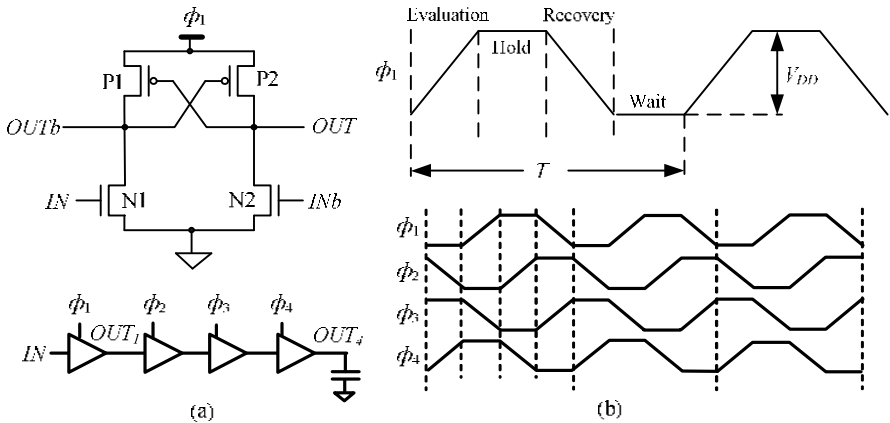 ϕ1
P1
P2
OUTb
OUT
IN
N1
N2
INb
ϕ1
ϕ2
ϕ3
ϕ4
IN
OUT1
OUT4
(a)
Evaluation
Recovery
Hold
ϕ1
Wait
VDD
T
ϕ1
ϕ2
ϕ3
ϕ4
(b)